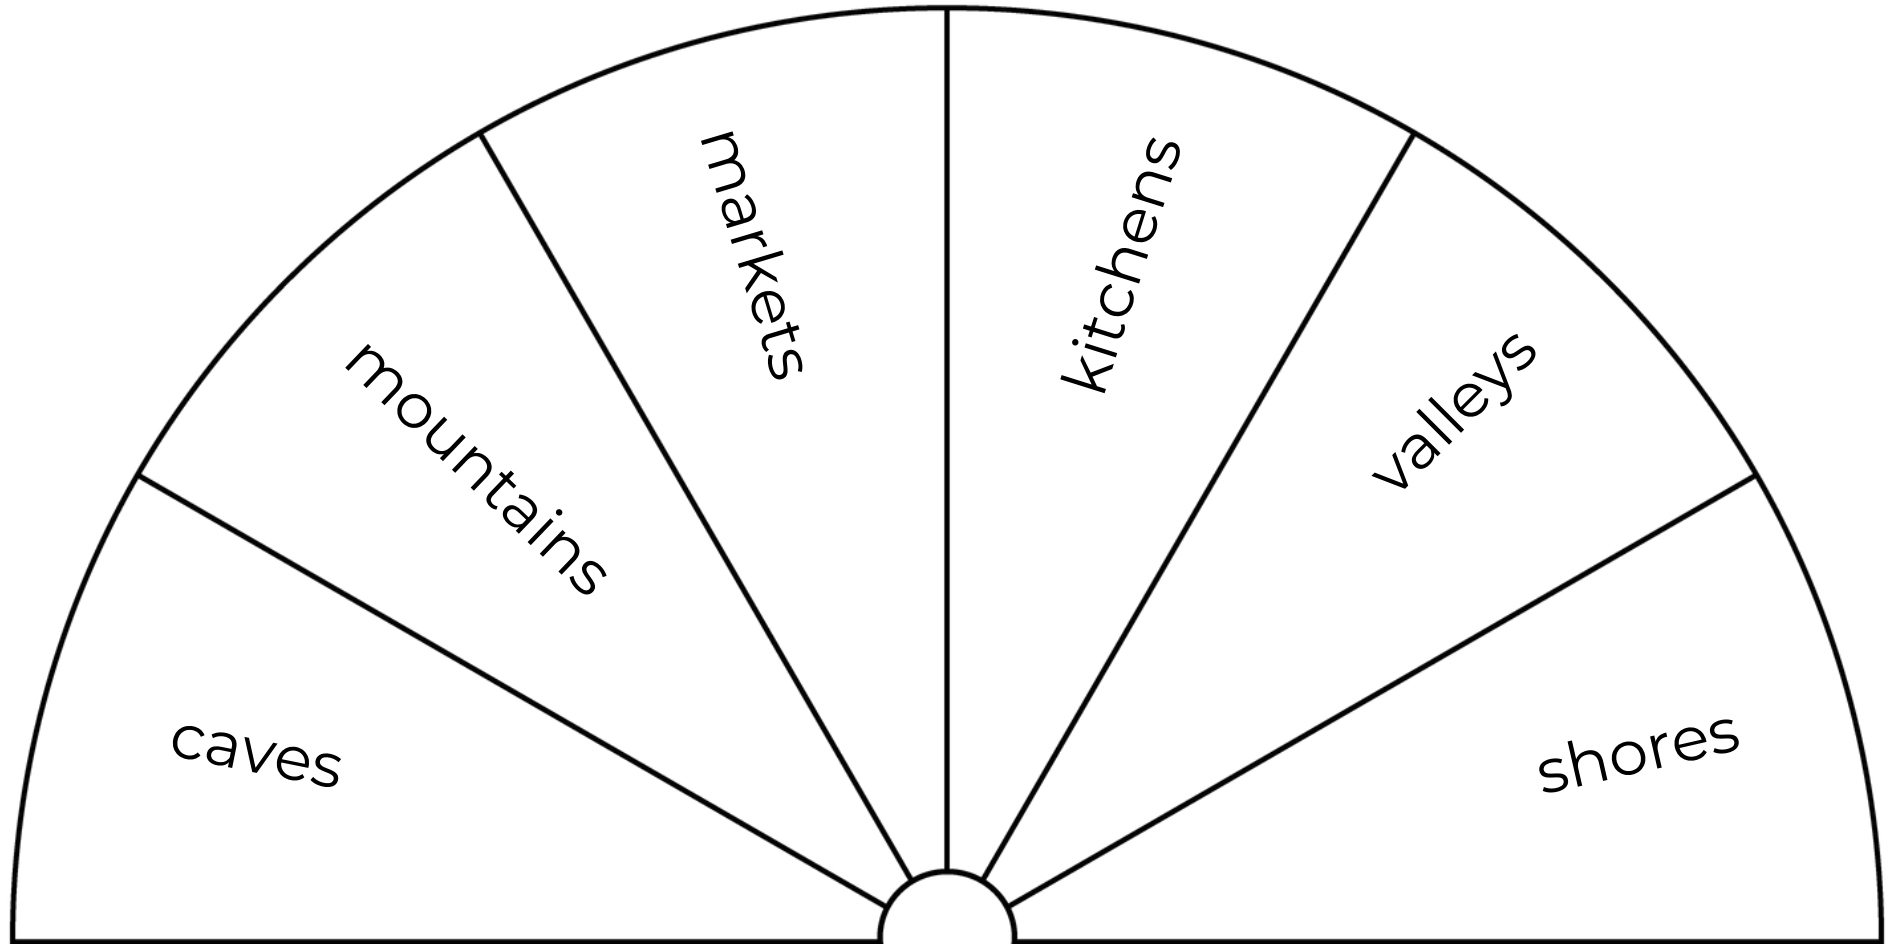 caves
mountains
markets
kitchens
valleys
shores